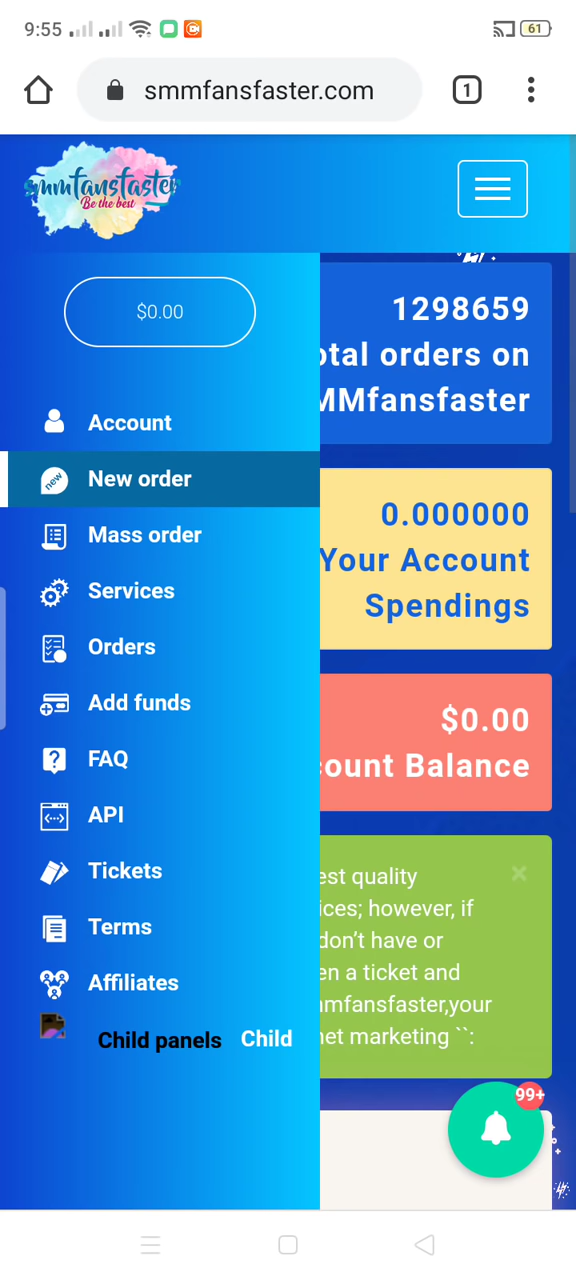 9:55
61
smmfansfaster.com
1
smmfansfaster
Be the best
$0.00
Account
new
New order
Mass order
Services
Orders
Add funds
FAQ
API
Tickets
Terms
Affiliates
Child panels Child
1298659
otal orders on
MMfansfaster
0.000000
Your Account
Spendings
$0.00
count Balance
est quality
ices; however, if
don’t have or
en a ticket and
nmfansfaster,your
net marketing ``:
99+